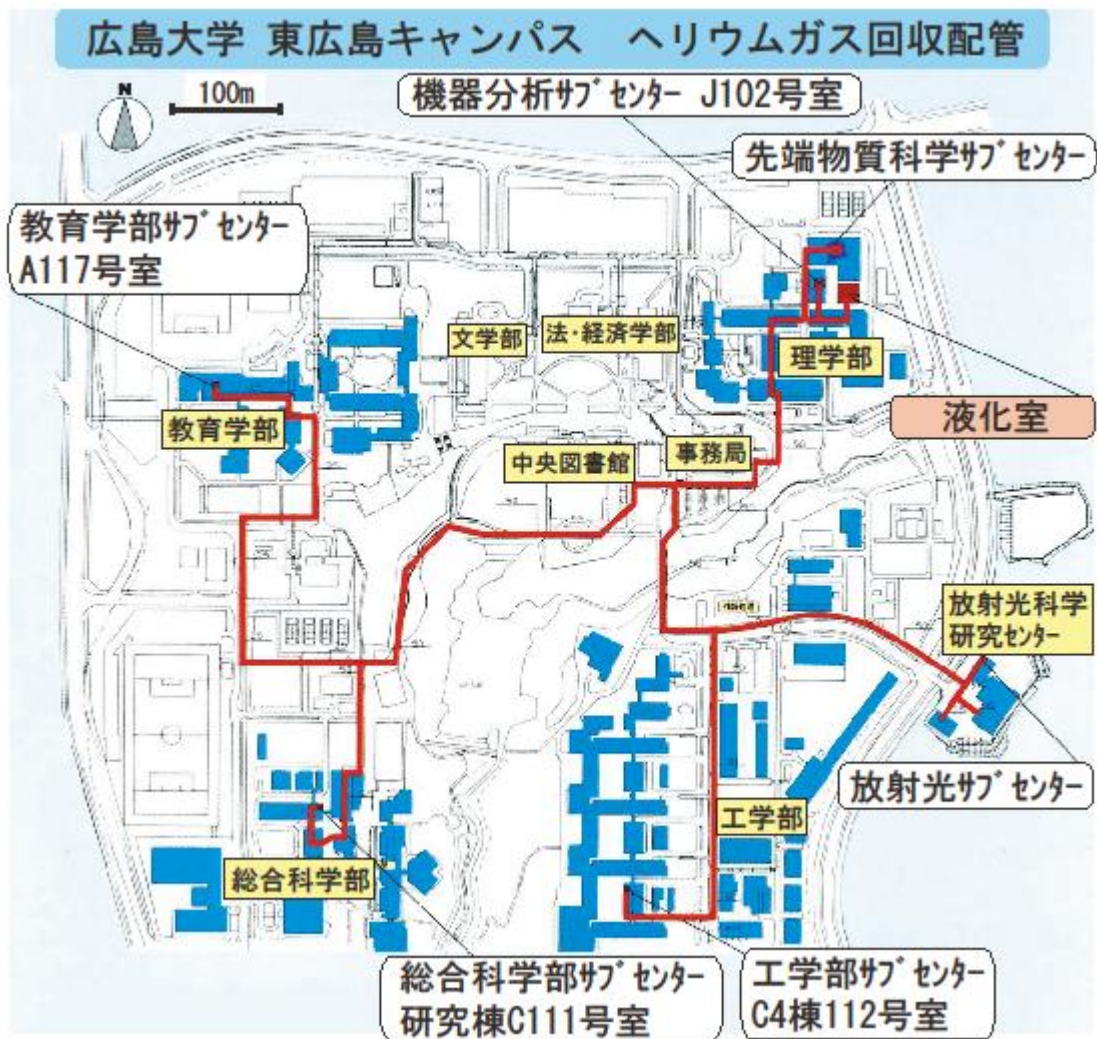 広島大学 東広島キャンパス　ヘリウムガス回収配管
N
100m
機器分析サブセンター J102号室
先端物質科学サブセンター
教育学部サブセンター
A117号室
文学部
法・経済学部
理学部
液化室
教育学部
中央図書館
事務局
放射光科学
研究センター
放射光サブセンター
工学部
総合科学部
総合科学部サブセンター
研究棟C111号室
工学部サブセンター
C4棟112号室